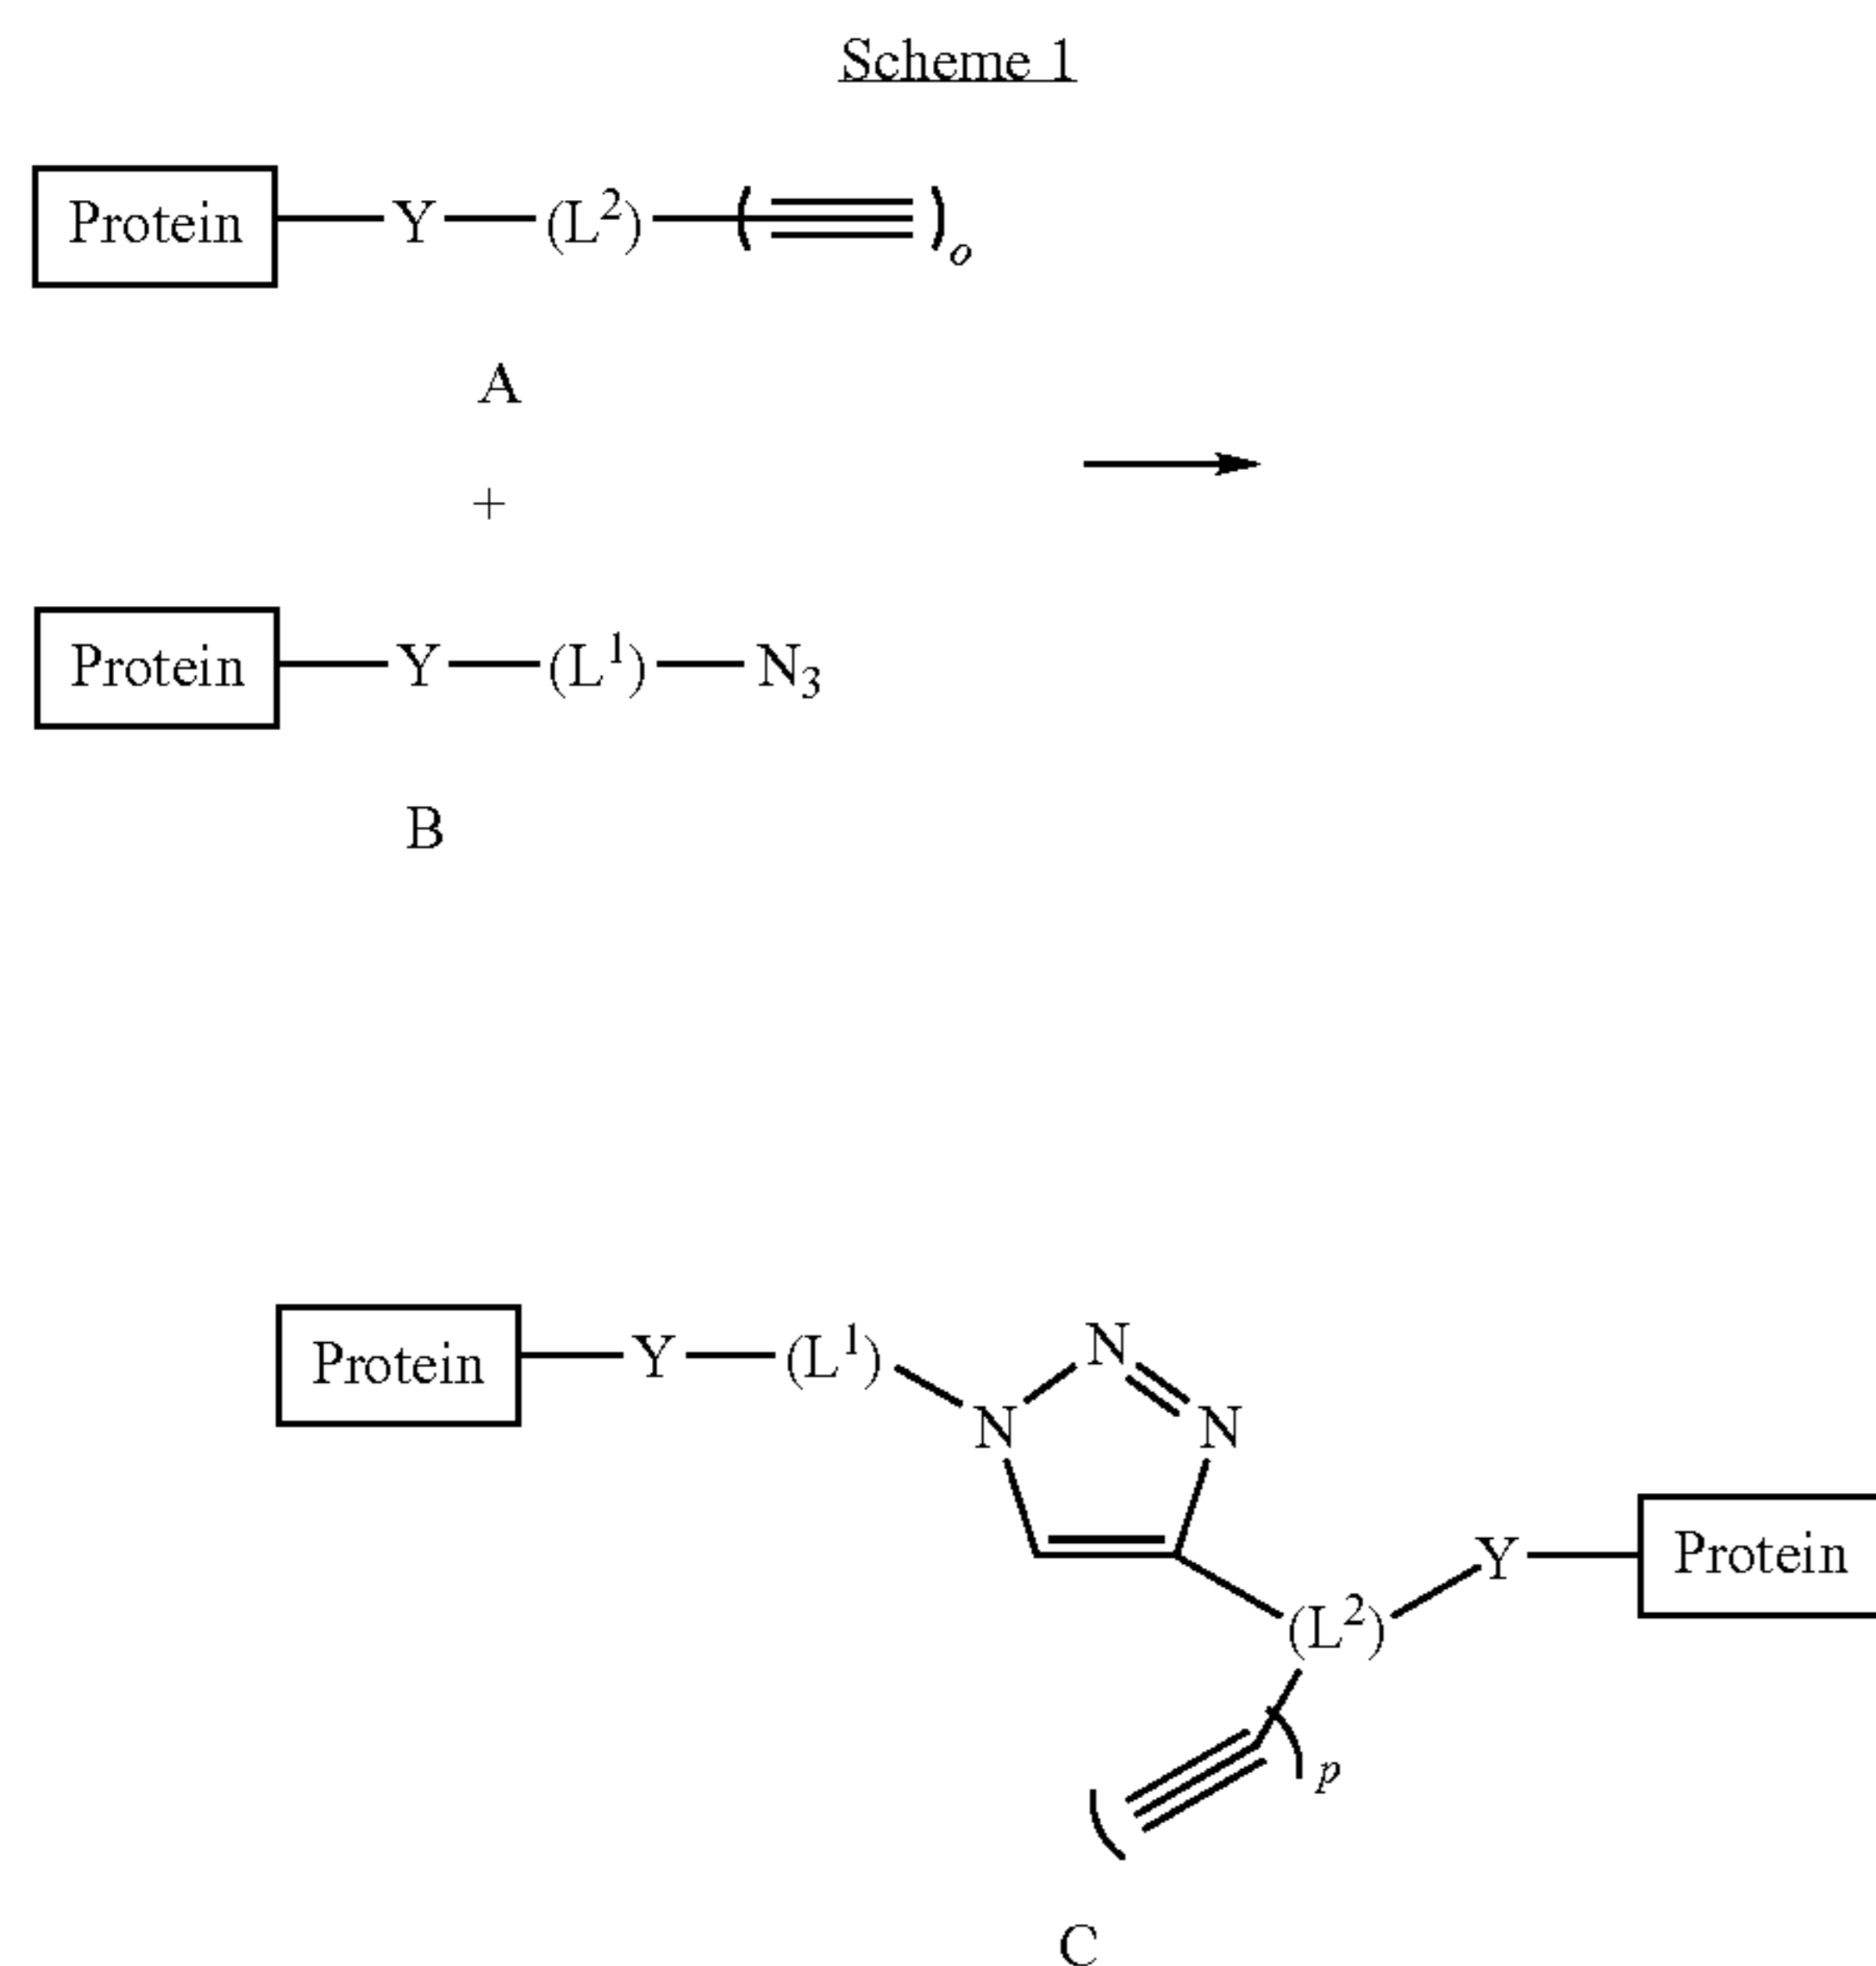 Scheme 1
Protein Y (L²) ( )o
A
+
Protein Y (L¹) N₃
B
Protein Y (L¹) N N N
Y Protein
(L²)
( )p
C